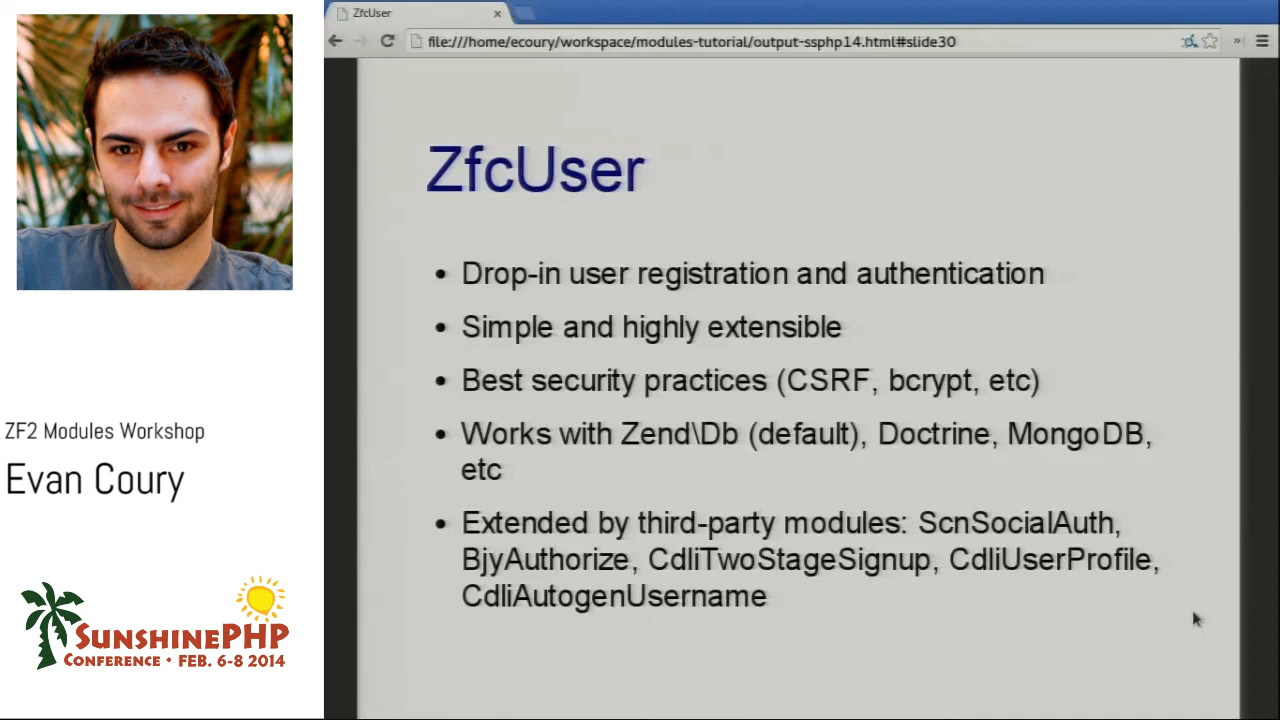 ZfcUser
file:///home/ecoury/workspace/modules-tutorial/output-ssphp14.html#slide30
ZfcUser
• Drop-in user registration and authentication
• Simple and highly extensible
• Best security practices (CSRF, bcrypt, etc)
• Works with Zend\Db (default), Doctrine, MongoDB,
etc
• Extended by third-party modules: ScnSocialAuth,
BjyAuthorize, CdliTwoStageSignup, CdliUserProfile,
CdliAutogenUsername
ZF2 Modules Workshop
Evan Coury
SunshinePHP
Conference • Feb. 6-8 2014